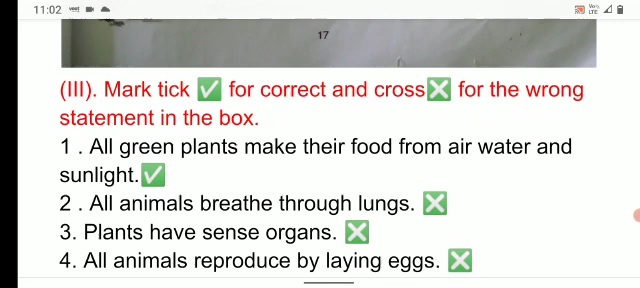 11:02
Vo))
LTE
17
(III). Mark tick ✅ for correct and cross❎ for the wrong
statement in the box.
1 . All green plants make their food from air water and
sunlight.✅
2 . All animals breathe through lungs. ❎
3. Plants have sense organs. ❎
4. All animals reproduce by laying eggs. ❎